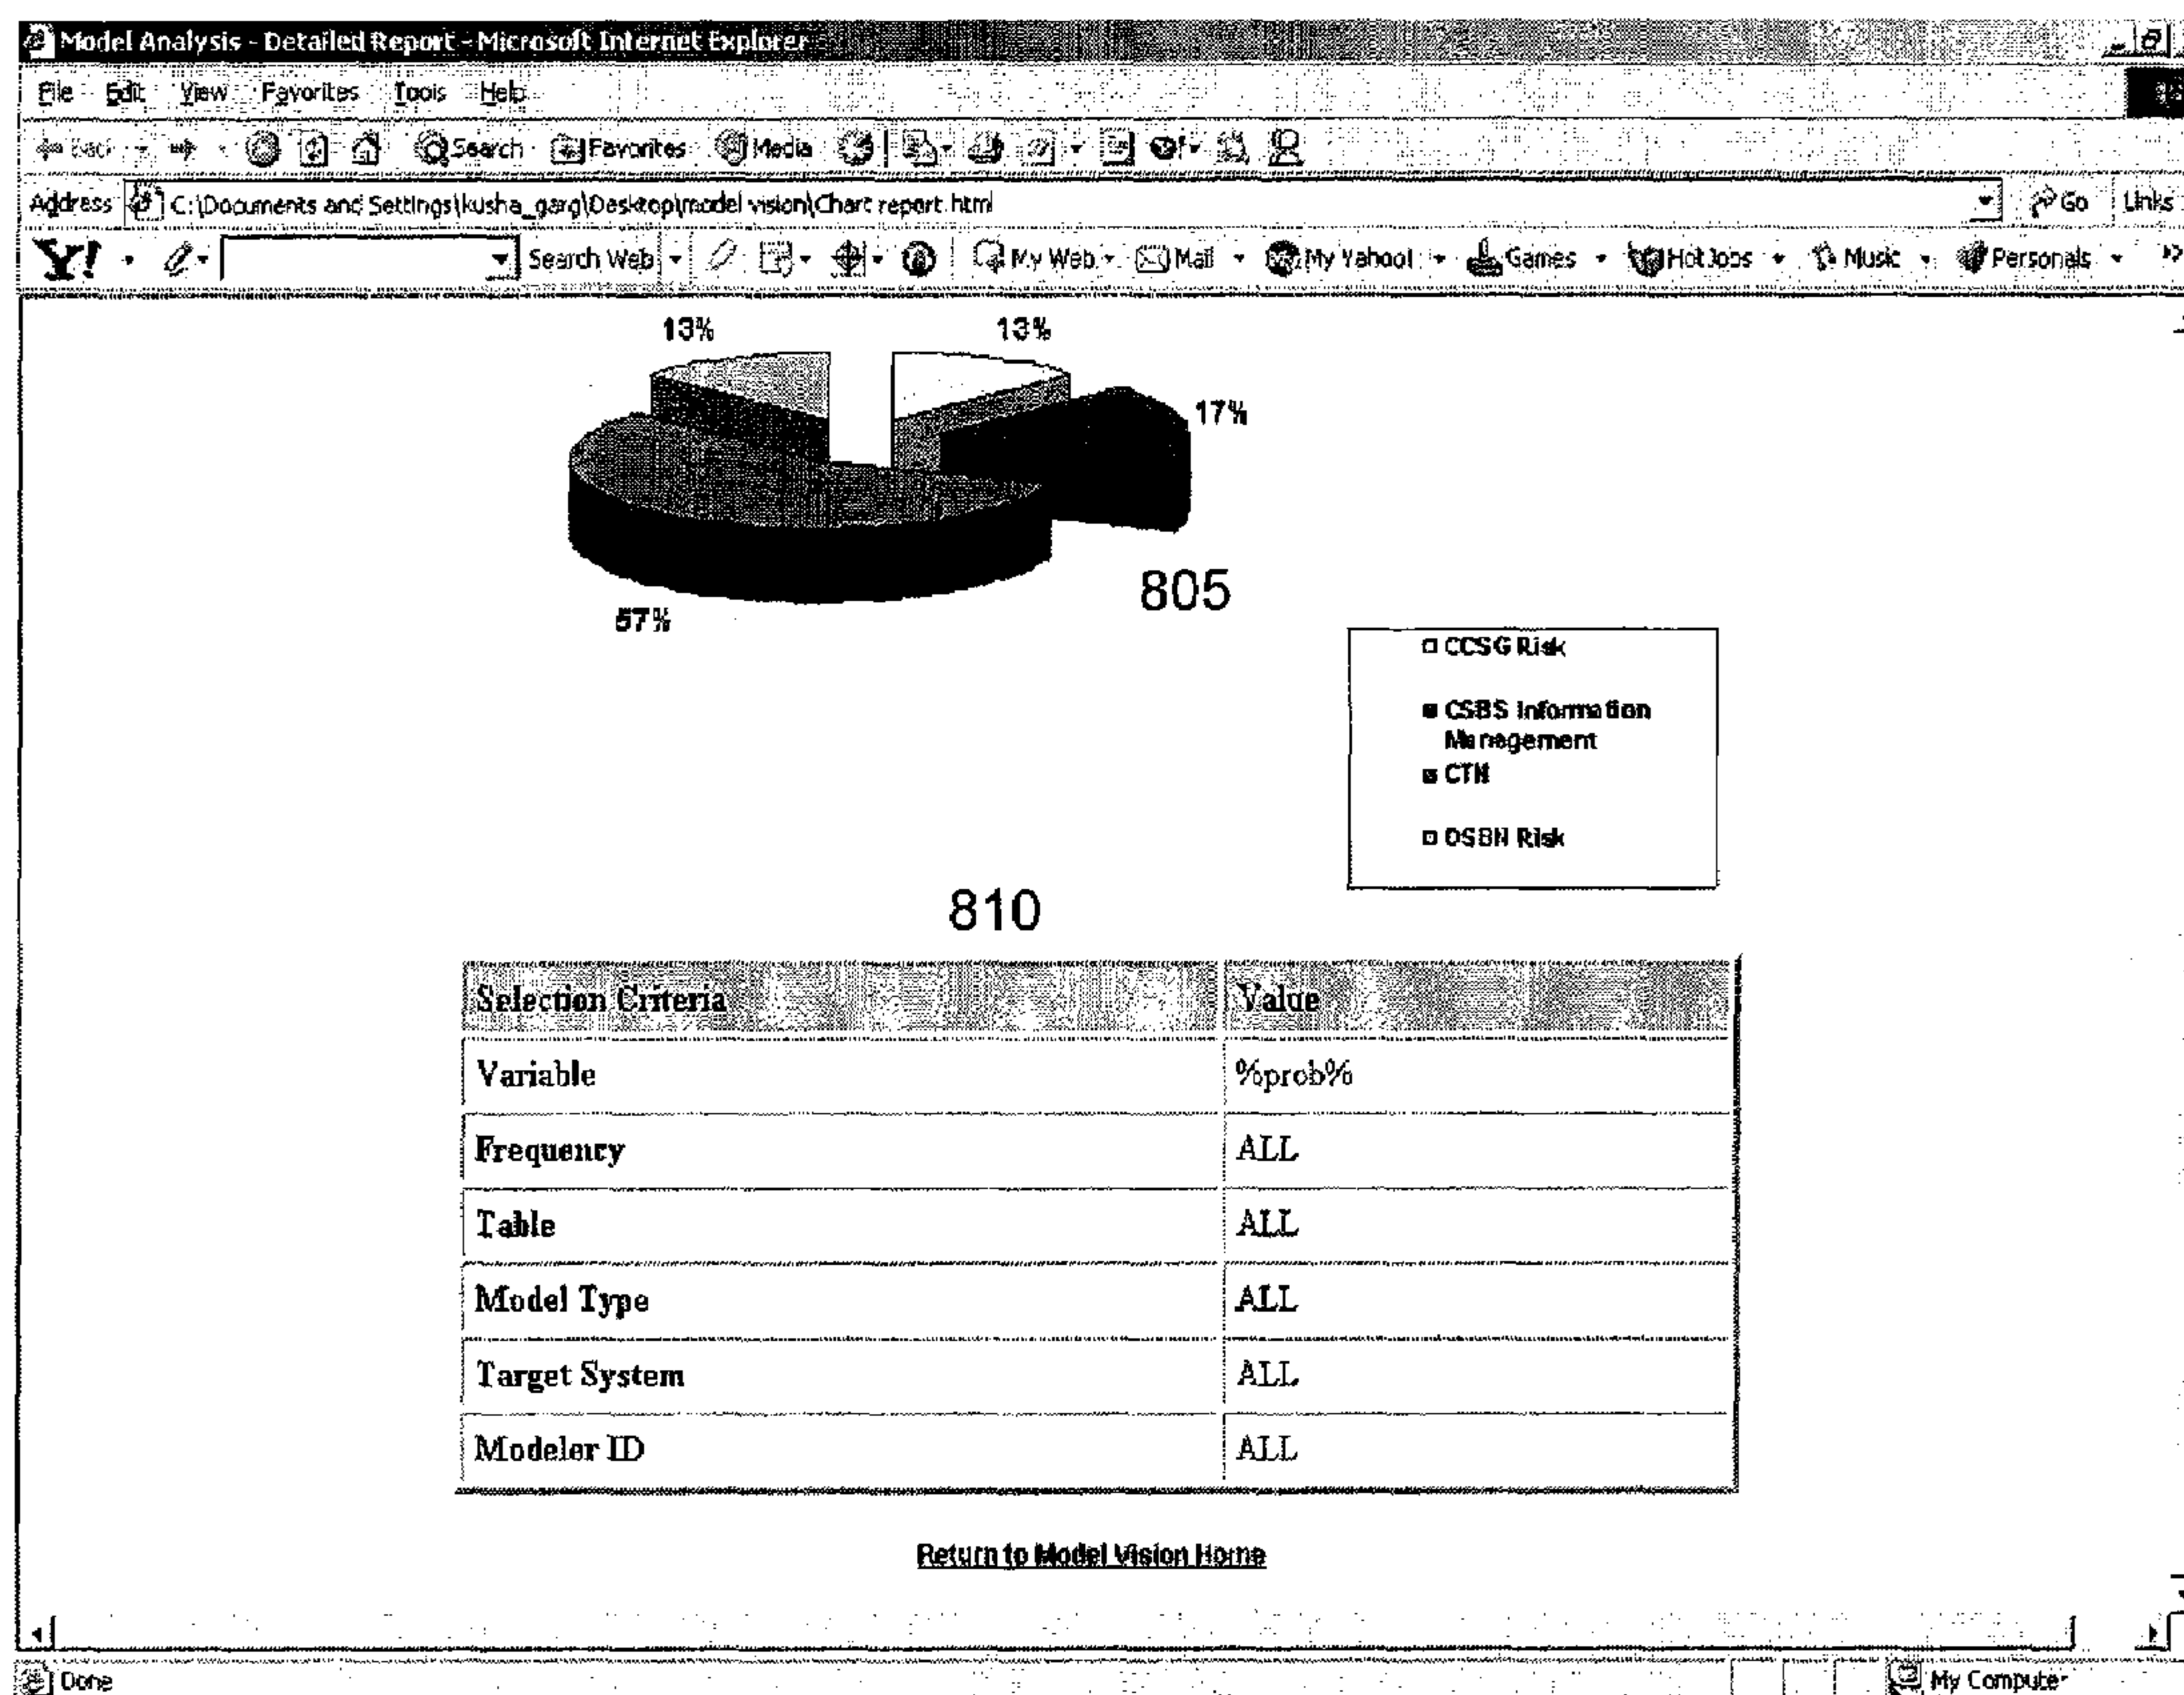 Model Analysis - Detailed Report - Microsoft Internet Explorer
File Edit View Favorites Tools Help
Back Search Favorites Media
Address C:\Documents and Settings\kusha_garg\Desktop\model vision\Chart report.html Go Links
Y! Search Web My Web Mail My Yahoo! Games HotJobs Music Personals »
13% 13%
17%
57%
805
CCSG Risk
CSBS Information
Management
CTN
OSBN Risk
810
Selection Criteria Value
Variable %prob%
Frequency ALL
Table ALL
Model Type ALL
Target System ALL
Modeler ID ALL
Return to Model Vision Home
Done My Computer